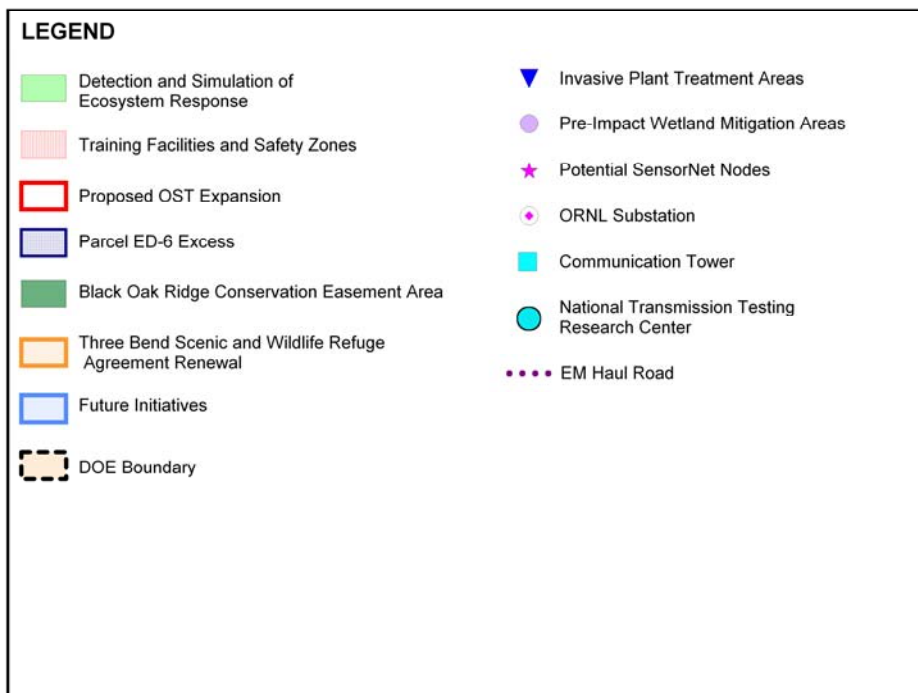 LEGEND
Detection and Simulation of
Ecosystem Response
Training Facilities and Safety Zones
Proposed OST Expansion
Parcel ED-6 Excess
Black Oak Ridge Conservation Easement Area
Three Bend Scenic and Wildlife Refuge
Agreement Renewal
Future Initiatives
DOE Boundary
Invasive Plant Treatment Areas
Pre-Impact Wetland Mitigation Areas
Potential SensorNet Nodes
ORNL Substation
Communication Tower
National Transmission Testing
Research Center
EM Haul Road